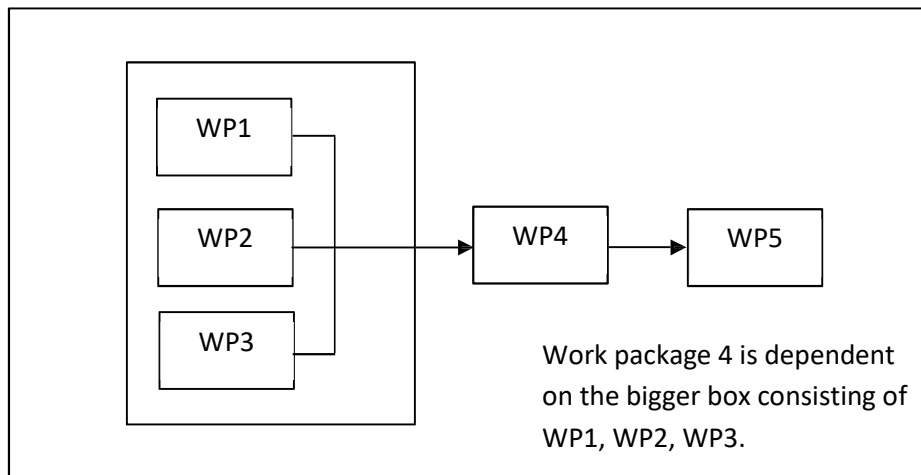 WP1
WP2
WP3
WP4
WP5
Work package 4 is dependent
on the bigger box consisting of
WP1, WP2, WP3.